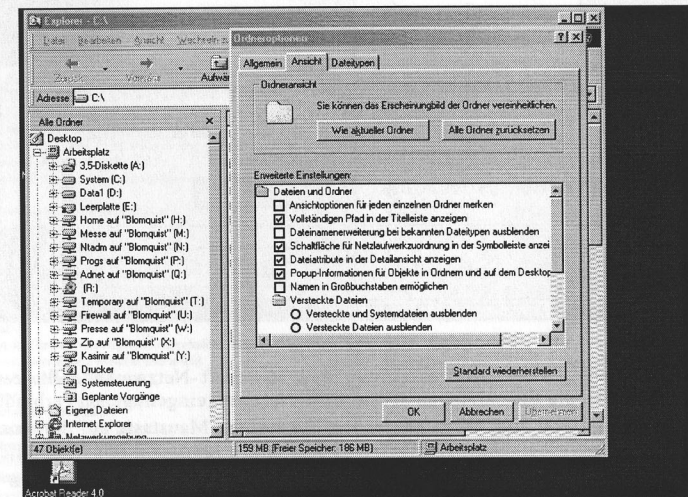 Explorer - C:\
Datei Bearbeiten Ansicht Wechseln z
Zurück Vorwärts Aufwär
Adresse C:\
Alle Ordner
Desktop
Arbeitsplatz
3,5-Diskette (A:)
System (C:)
Data1 (D:)
Leerplatte (E:)
Home auf "Blomquist" (H:)
Messe auf "Blomquist" (M:)
Ntadm auf "Blomquist" (N:)
Progs auf "Blomquist" (P:)
Adnet auf "Blomquist" (Q:)
(R:)
Temporary auf "Blomquist" (T:)
Firewall auf "Blomquist" (U:)
Presse auf "Blomquist" (W:)
Zip auf "Blomquist" (X:)
Kasimir auf "Blomquist" (Y:)
Drucker
Systemsteuerung
Geplante Vorgänge
Eigene Dateien
Internet Explorer
Netzwerkumgebung
47 Objekt(e)
159 MB (Freier Speicher: 186 MB)
Arbeitsplatz
Ordneroptionen
Allgemein Ansicht Dateitypen
Ordneransicht
Sie können das Erscheinungbild der Ordner vereinheitlichen.
Wie aktueller Ordner
Alle Ordner zurücksetzen
Erweiterte Einstellungen:
Dateien und Ordner
Ansichtoptionen für jeden einzelnen Ordner merken
Vollständigen Pfad in der Titelleiste anzeigen
Dateinamenerweiterung bei bekannten Dateitypen ausblenden
Schaltfläche für Netzlaufwerkzuordnung in der Symbolleiste anzei
Dateiattribute in der Detailansicht anzeigen
Popup-Informationen für Objekte in Ordnern und auf dem Desktop
Namen in Großbuchstaben ermöglichen
Versteckte Dateien
Versteckte und Systemdateien ausblenden
Versteckte Dateien ausblenden
Standard wiederherstellen
OK
Abbrechen
Übernehmen
Acrobat Reader 4.0